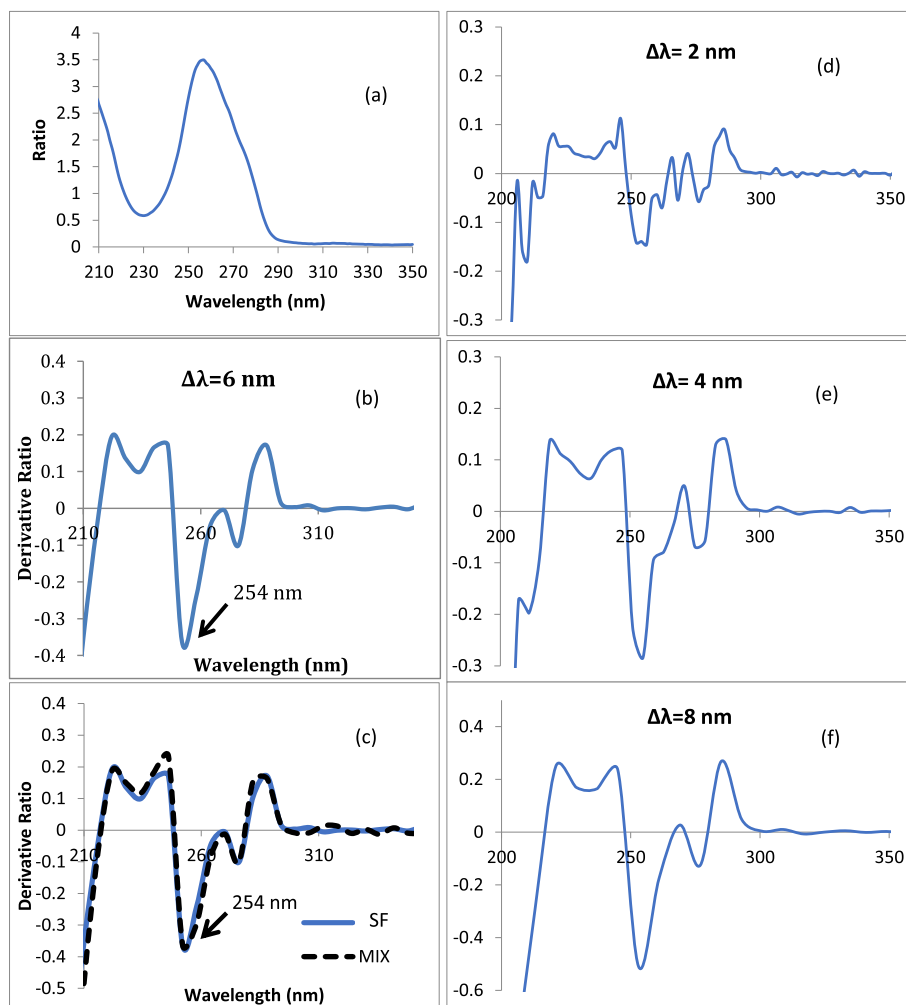 4
3.5
3
2.5
2
1.5
1
0.5
0
Ratio
(a)
210 230 250 270 290 310 330 350
Wavelength (nm)
0.3
0.2
0.1
0
-0.1
-0.2
-0.3
Δλ= 2 nm
(d)
200 250 300 350
0.4
0.3
0.2
0.1
0
-0.1
-0.2
-0.3
-0.4
Derivative Ratio
Δλ=6 nm
(b)
210 260 310
254 nm
Wavelength (nm)
0.3
0.2
0.1
0
-0.1
-0.2
-0.3
Δλ= 4 nm
(e)
200 250 300 350
0.4
0.3
0.2
0.1
0
-0.1
-0.2
-0.3
-0.4
-0.5
Derivative Ratio
(c)
210 260 310
254 nm
SF
MIX
Wavelength (nm)
0.4
0.2
0
-0.2
-0.4
-0.6
Δλ=8 nm
(f)
200 250 300 350